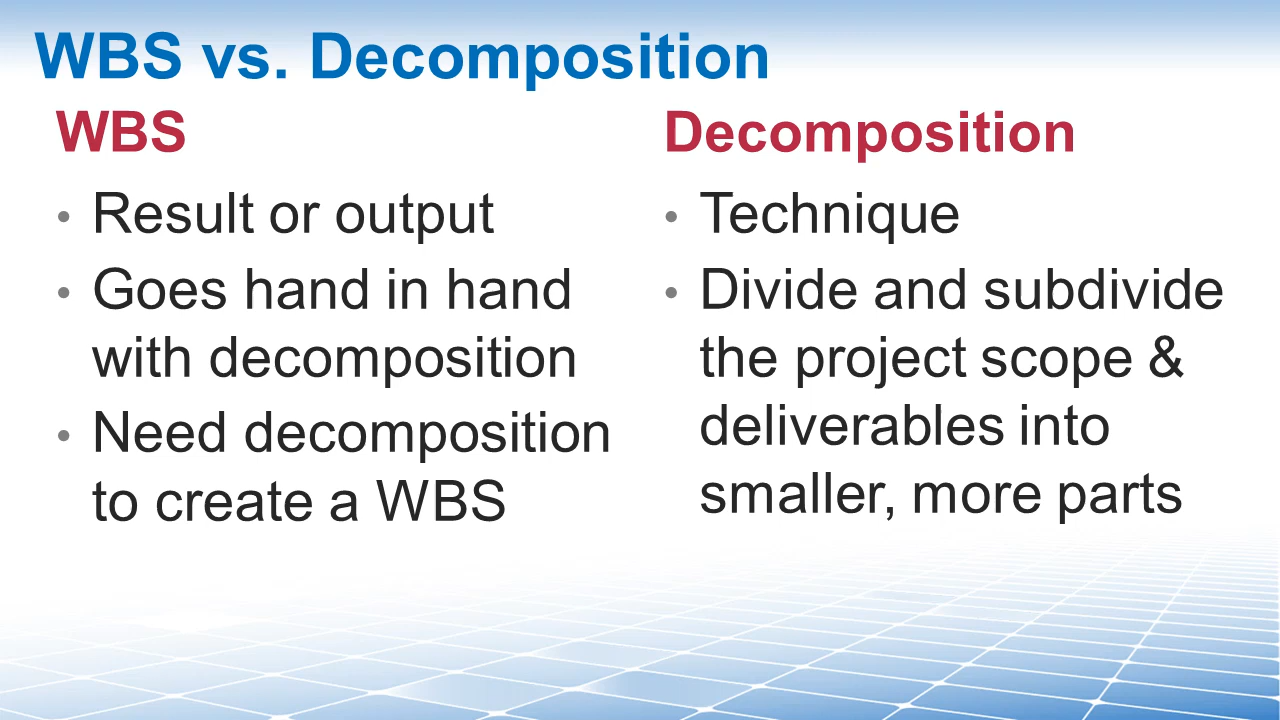 WBS vs. Decomposition
WBS
• Result or output
• Goes hand in hand
with decomposition
• Need decomposition
to create a WBS
Decomposition
• Technique
• Divide and subdivide
the project scope &
deliverables into
smaller, more parts